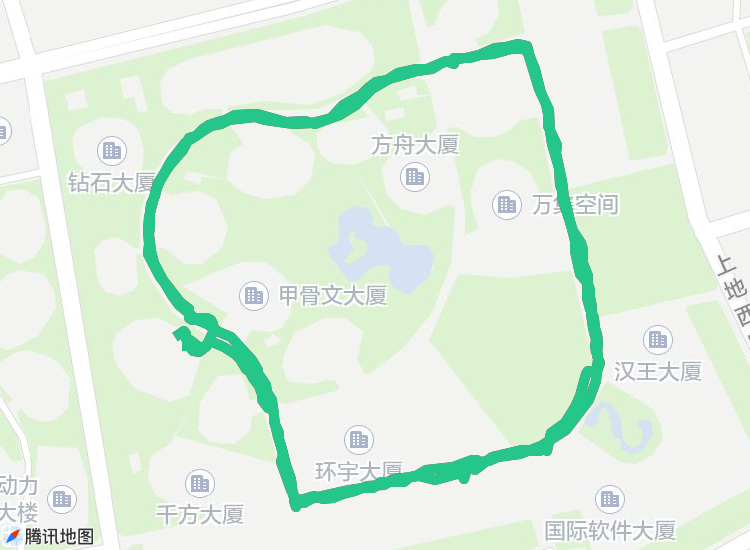 方舟大厦
钻石大厦
万集空间
上地西
甲骨文大厦
汉王大厦
环宇大厦
动力
大楼
千方大厦
国际软件大厦
腾讯地图